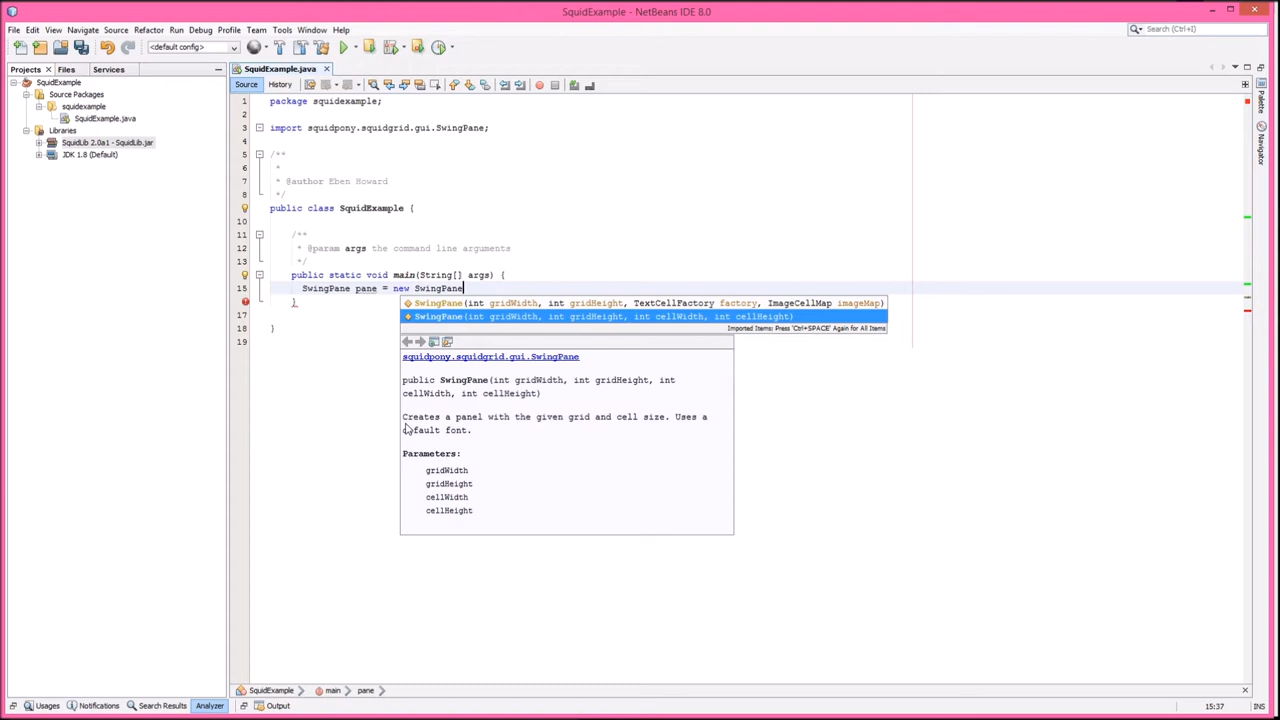 SquidExample - NetBeans IDE 8.0
File Edit View Navigate Source Refactor Run Debug Profile Team Tools Window Help
Search (Ctrl+I)
<default config>
Projects Files Services
SquidExample.java
SquidExample
Source Packages
squidexample
SquidExample.java
Libraries
SquidLib 2.0a1 - SquidLib.jar
JDK 1.8 (Default)
Source History
1 package squidexample;
2
3 import squidpony.squidgrid.gui.SwingPane;
4
5 /**
6 *
7 * @author Eben Howard
8 */
public class SquidExample {
10
11 /**
12 * @param args the command line arguments
13 */
public static void main(String[] args) {
15 SwingPane pane = new SwingPane
}
17
18 }
19
SwingPane(int gridWidth, int gridHeight, TextCellFactory factory, ImageCellMap imageMap)
SwingPane(int gridWidth, int gridHeight, int cellWidth, int cellHeight)
Imported Items: Press 'Ctrl+SPACE' Again for All Items
squidpony.squidgrid.gui.SwingPane
public SwingPane(int gridWidth, int gridHeight, int
cellWidth, int cellHeight)
Creates a panel with the given grid and cell size. Uses a
default font.
Parameters:
gridWidth
gridHeight
cellWidth
cellHeight
Palette
Navigator
SquidExample main pane
Usages Notifications Search Results Analyzer Output
15:37 INS